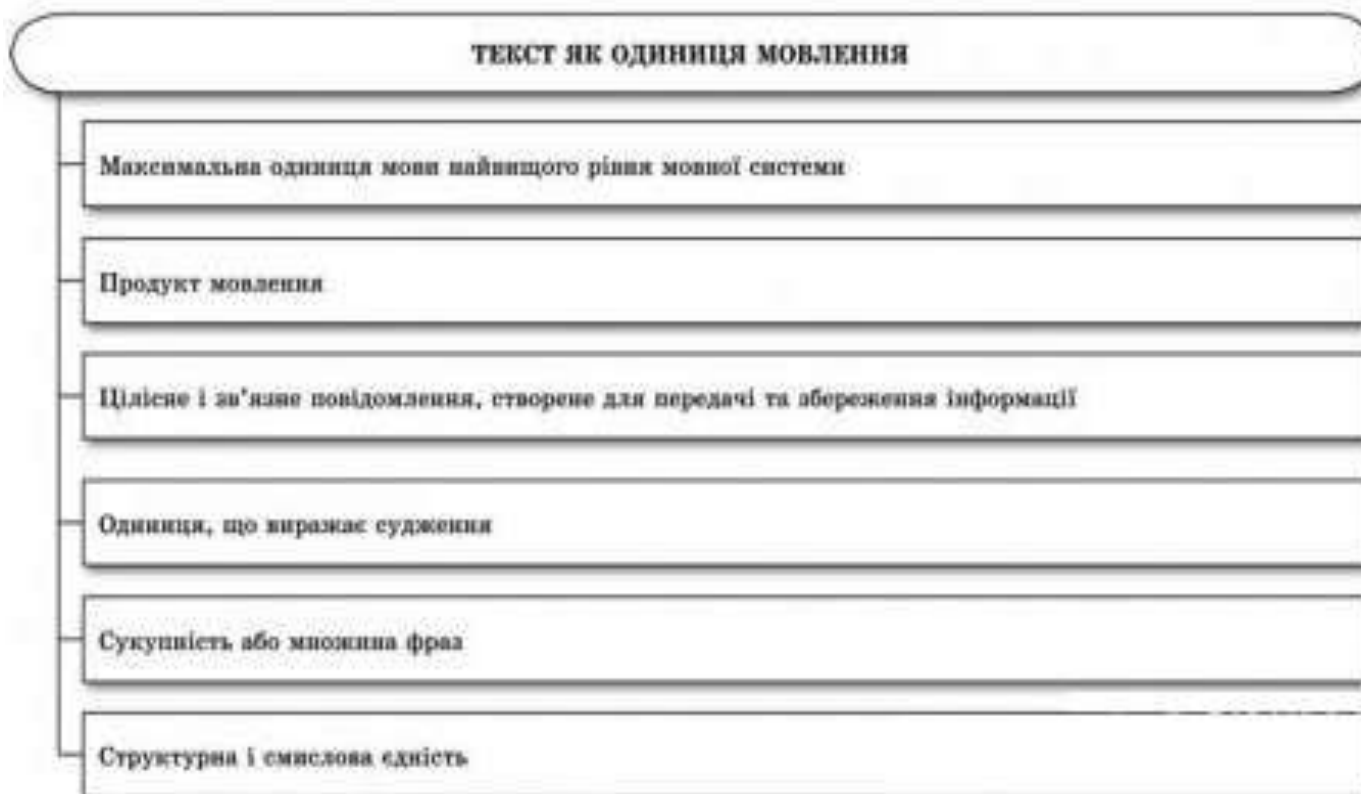 ТЕКСТ ЯК ОДИНИЦЯ МОВЛЕННЯ
Максимальна одиниця мови найвищого рівня мовної системи
Продукт мовлення
Цілісне і зв’язне повідомлення, створене для передачі та збереження інформації
Одиниця, що виражає судження
Сукупність або множина фраз
Структурна і смислова єдність